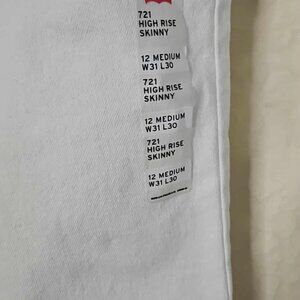 721
HIGH RISE
SKINNY
12 MEDIUM
W31 L30
721
HIGH RISE
SKINNY
12 MEDIUM
W31 L30
721
HIGH RISE
SKINNY
12 MEDIUM
W31 L30